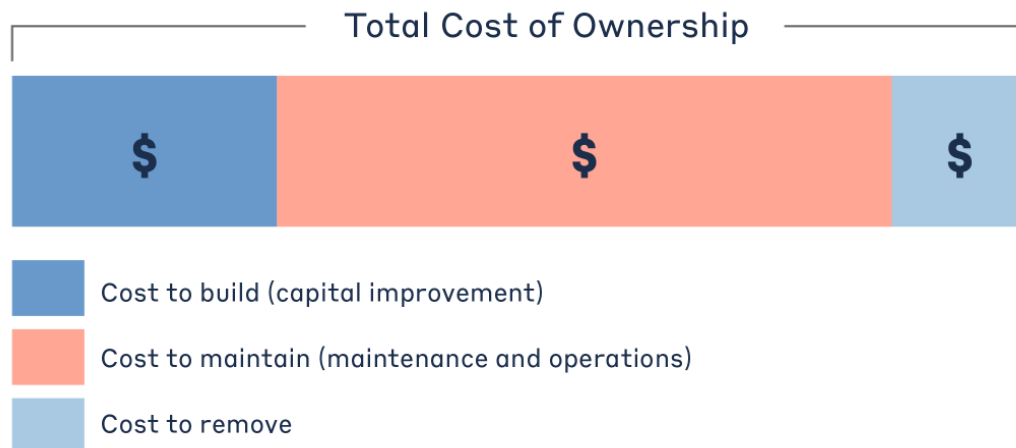 Total Cost of Ownership
$ $ $
Cost to build (capital improvement)
Cost to maintain (maintenance and operations)
Cost to remove